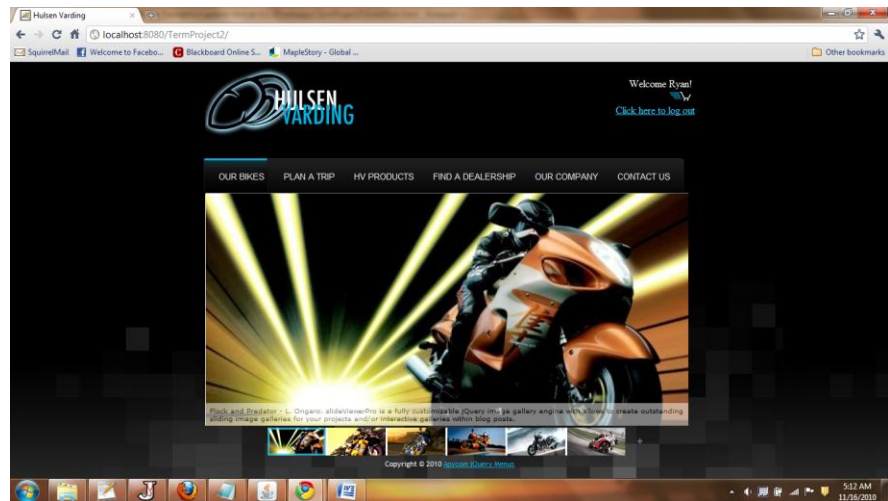 Hulsen Varding
localhost:8080/TermProject2/
SquirrelMail Welcome to Facebo... Blackboard Online S... MapleStory - Global ... Other bookmarks
HULSEN
VARDING
Welcome Ryan!
Click here to log out
OUR BIKES PLAN A TRIP HV PRODUCTS FIND A DEALERSHIP OUR COMPANY CONTACT US
Flock and Predator - L. Ongaro. slideViewerPro is a fully customizable jQuery image gallery engine with allows to create outstanding
sliding image galleries for your projects and/or interactive galleries within blog posts.
Copyright © 2010 Apycom jQuery Menus
5:12 AM
11/16/2010